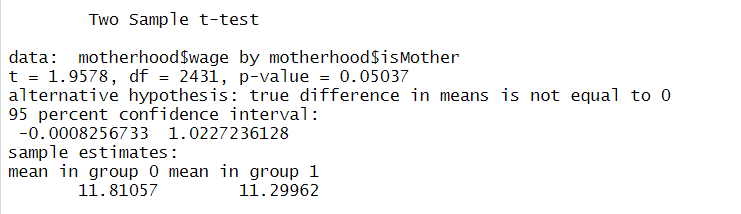 Two Sample t-test
data: motherhood$wage by motherhood$isMother
t = 1.9578, df = 2431, p-value = 0.05037
alternative hypothesis: true difference in means is not equal to 0
95 percent confidence interval:
-0.0008256733 1.0227236128
sample estimates:
mean in group 0 mean in group 1
11.81057 11.29962